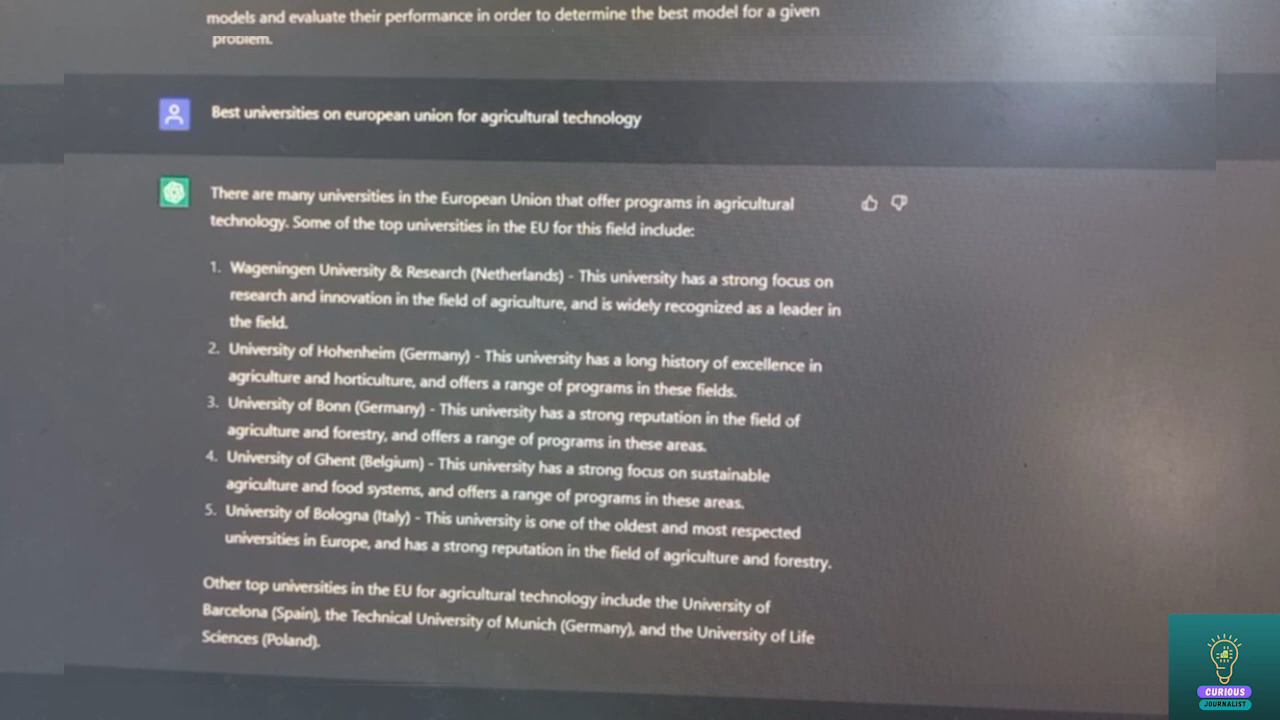 models and evaluate their performance in order to determine the best model for a given
problem.
Best universities on european union for agricultural technology
There are many universities in the European Union that offer programs in agricultural
technology. Some of the top universities in the EU for this field include:
1. Wageningen University & Research (Netherlands) - This university has a strong focus on
research and innovation in the field of agriculture, and is widely recognized as a leader in
the field.
2. University of Hohenheim (Germany) - This university has a long history of excellence in
agriculture and horticulture, and offers a range of programs in these fields.
3. University of Bonn (Germany) - This university has a strong reputation in the field of
agriculture and forestry, and offers a range of programs in these areas.
4. University of Ghent (Belgium) - This university has a strong focus on sustainable
agriculture and food systems, and offers a range of programs in these areas.
5. University of Bologna (Italy) - This university is one of the oldest and most respected
universities in Europe, and has a strong reputation in the field of agriculture and forestry.
Other top universities in the EU for agricultural technology include the University of
Barcelona (Spain), the Technical University of Munich (Germany), and the University of Life
Sciences (Poland).
CURIOUS
JOURNALIST